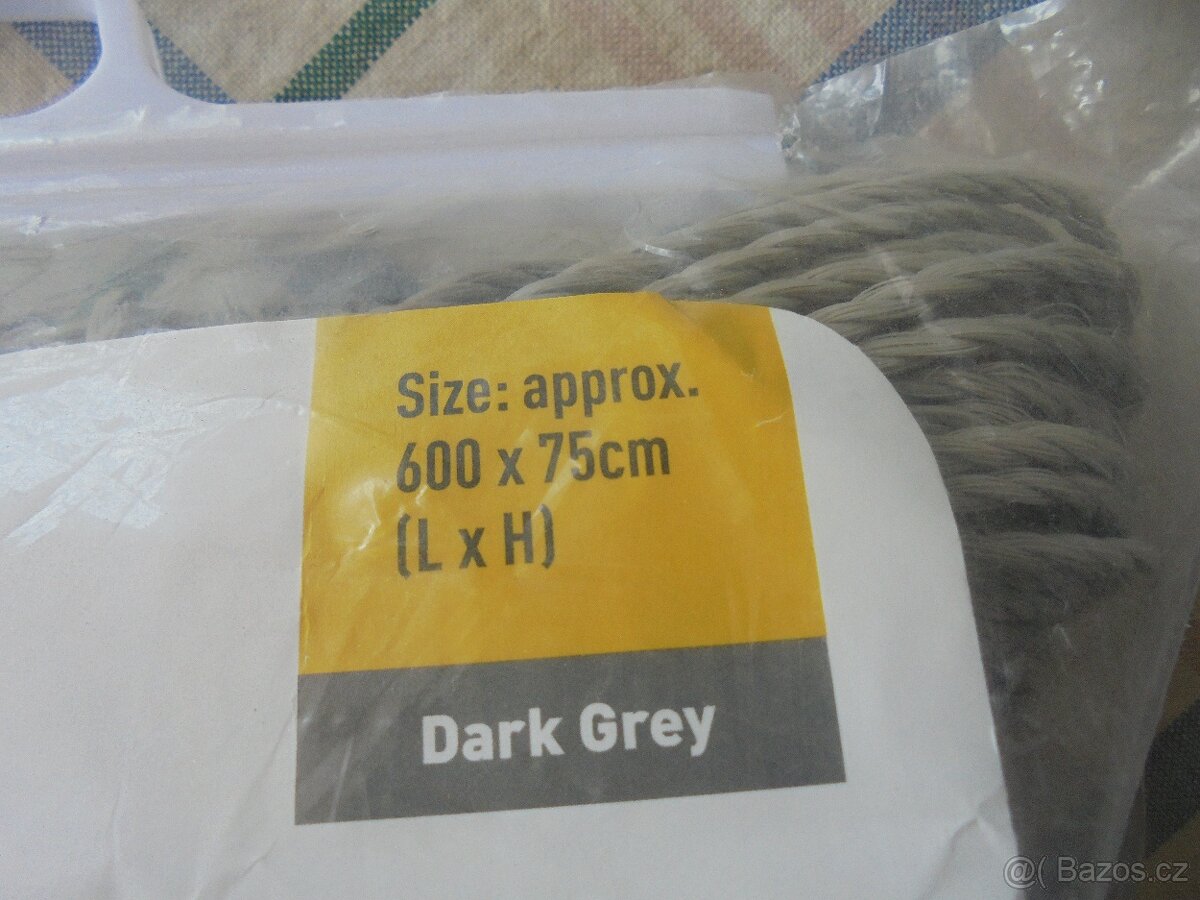 Size: approx.
600 x 75cm
(L x H)
Dark Grey
@( Bazos.cz